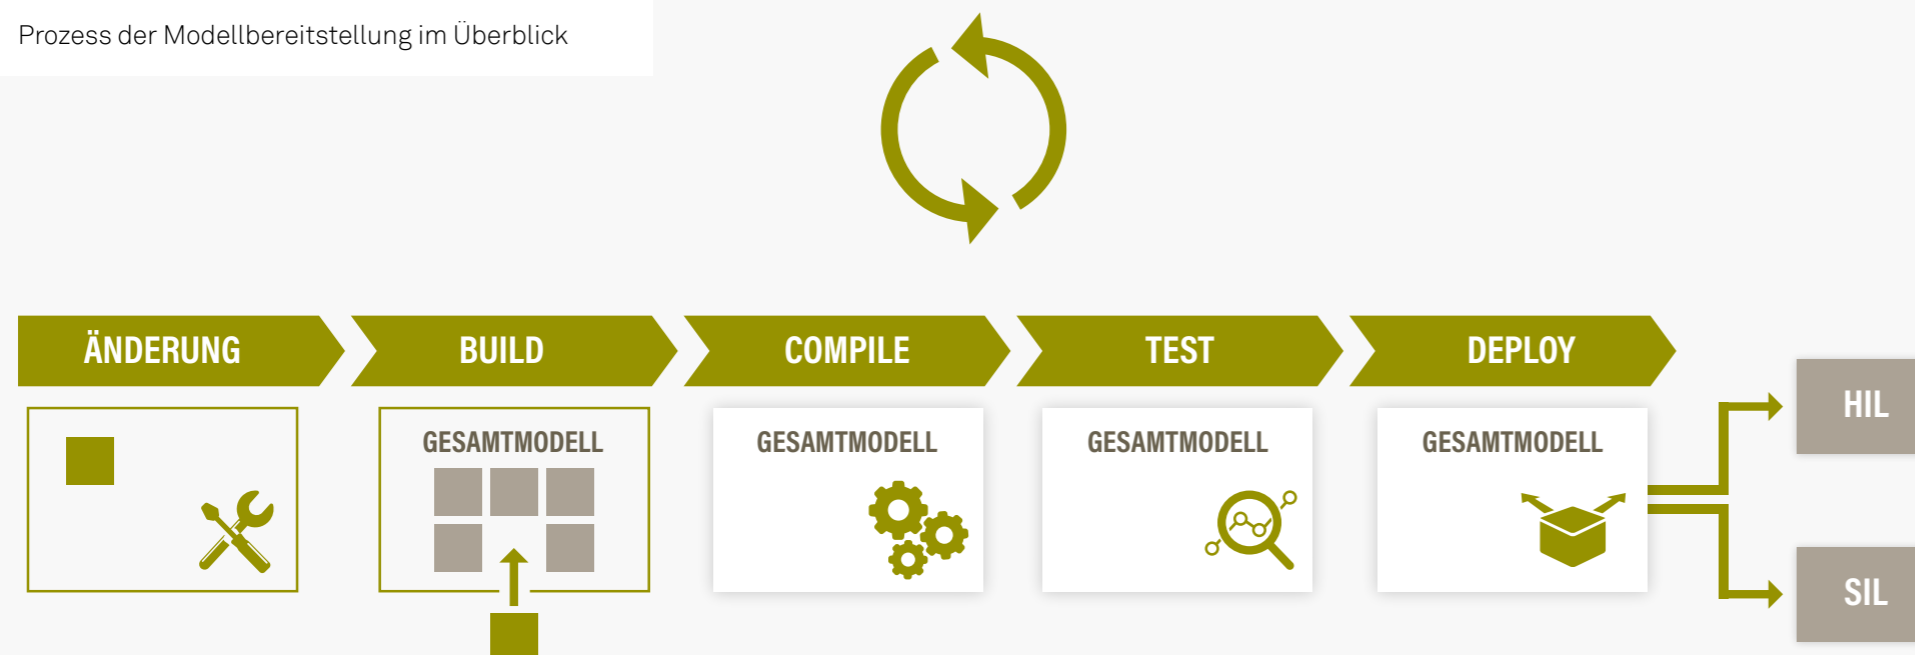 Prozess der Modellbereitstellung im Überblick
ÄNDERUNG
BUILD
COMPILE
TEST
DEPLOY
GESAMTMODELL
GESAMTMODELL
GESAMTMODELL
GESAMTMODELL
HIL
SIL